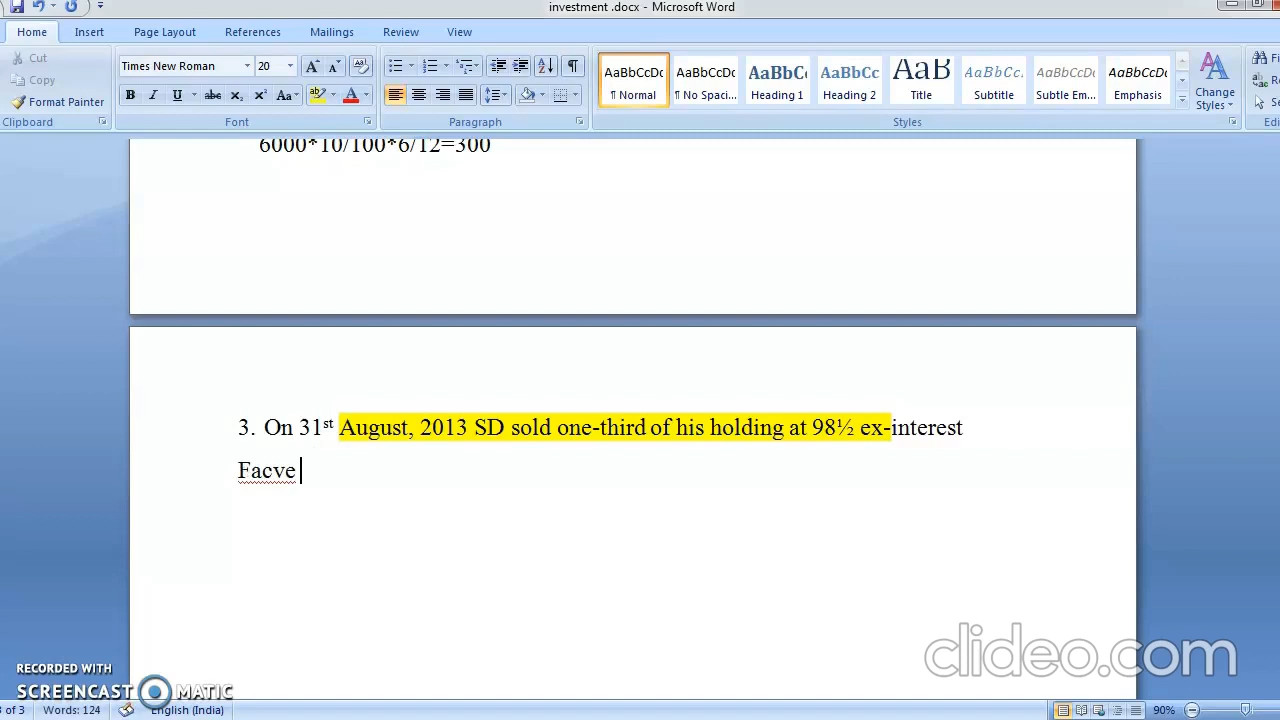 investment .docx - Microsoft Word
Home Insert Page Layout References Mailings Review View
Cut
Copy
Format Painter
Clipboard
Times New Roman 20
Font
Paragraph
AaBbCcDc AaBbCcDc AaBbC AaBbCc AaB AaBbCc. AaBbCcDc AaBbCcDc
¶ Normal ¶ No Spaci... Heading 1 Heading 2 Title Subtitle Subtle Em... Emphasis
Change
Styles
Styles
6000*10/100*6/12=300
3. On 31st August, 2013 SD sold one-third of his holding at 98½ ex-interest
Facve
clideo.com
RECORDED WITH
SCREENCAST MATIC
3 of 3 Words: 124 English (India) 90%